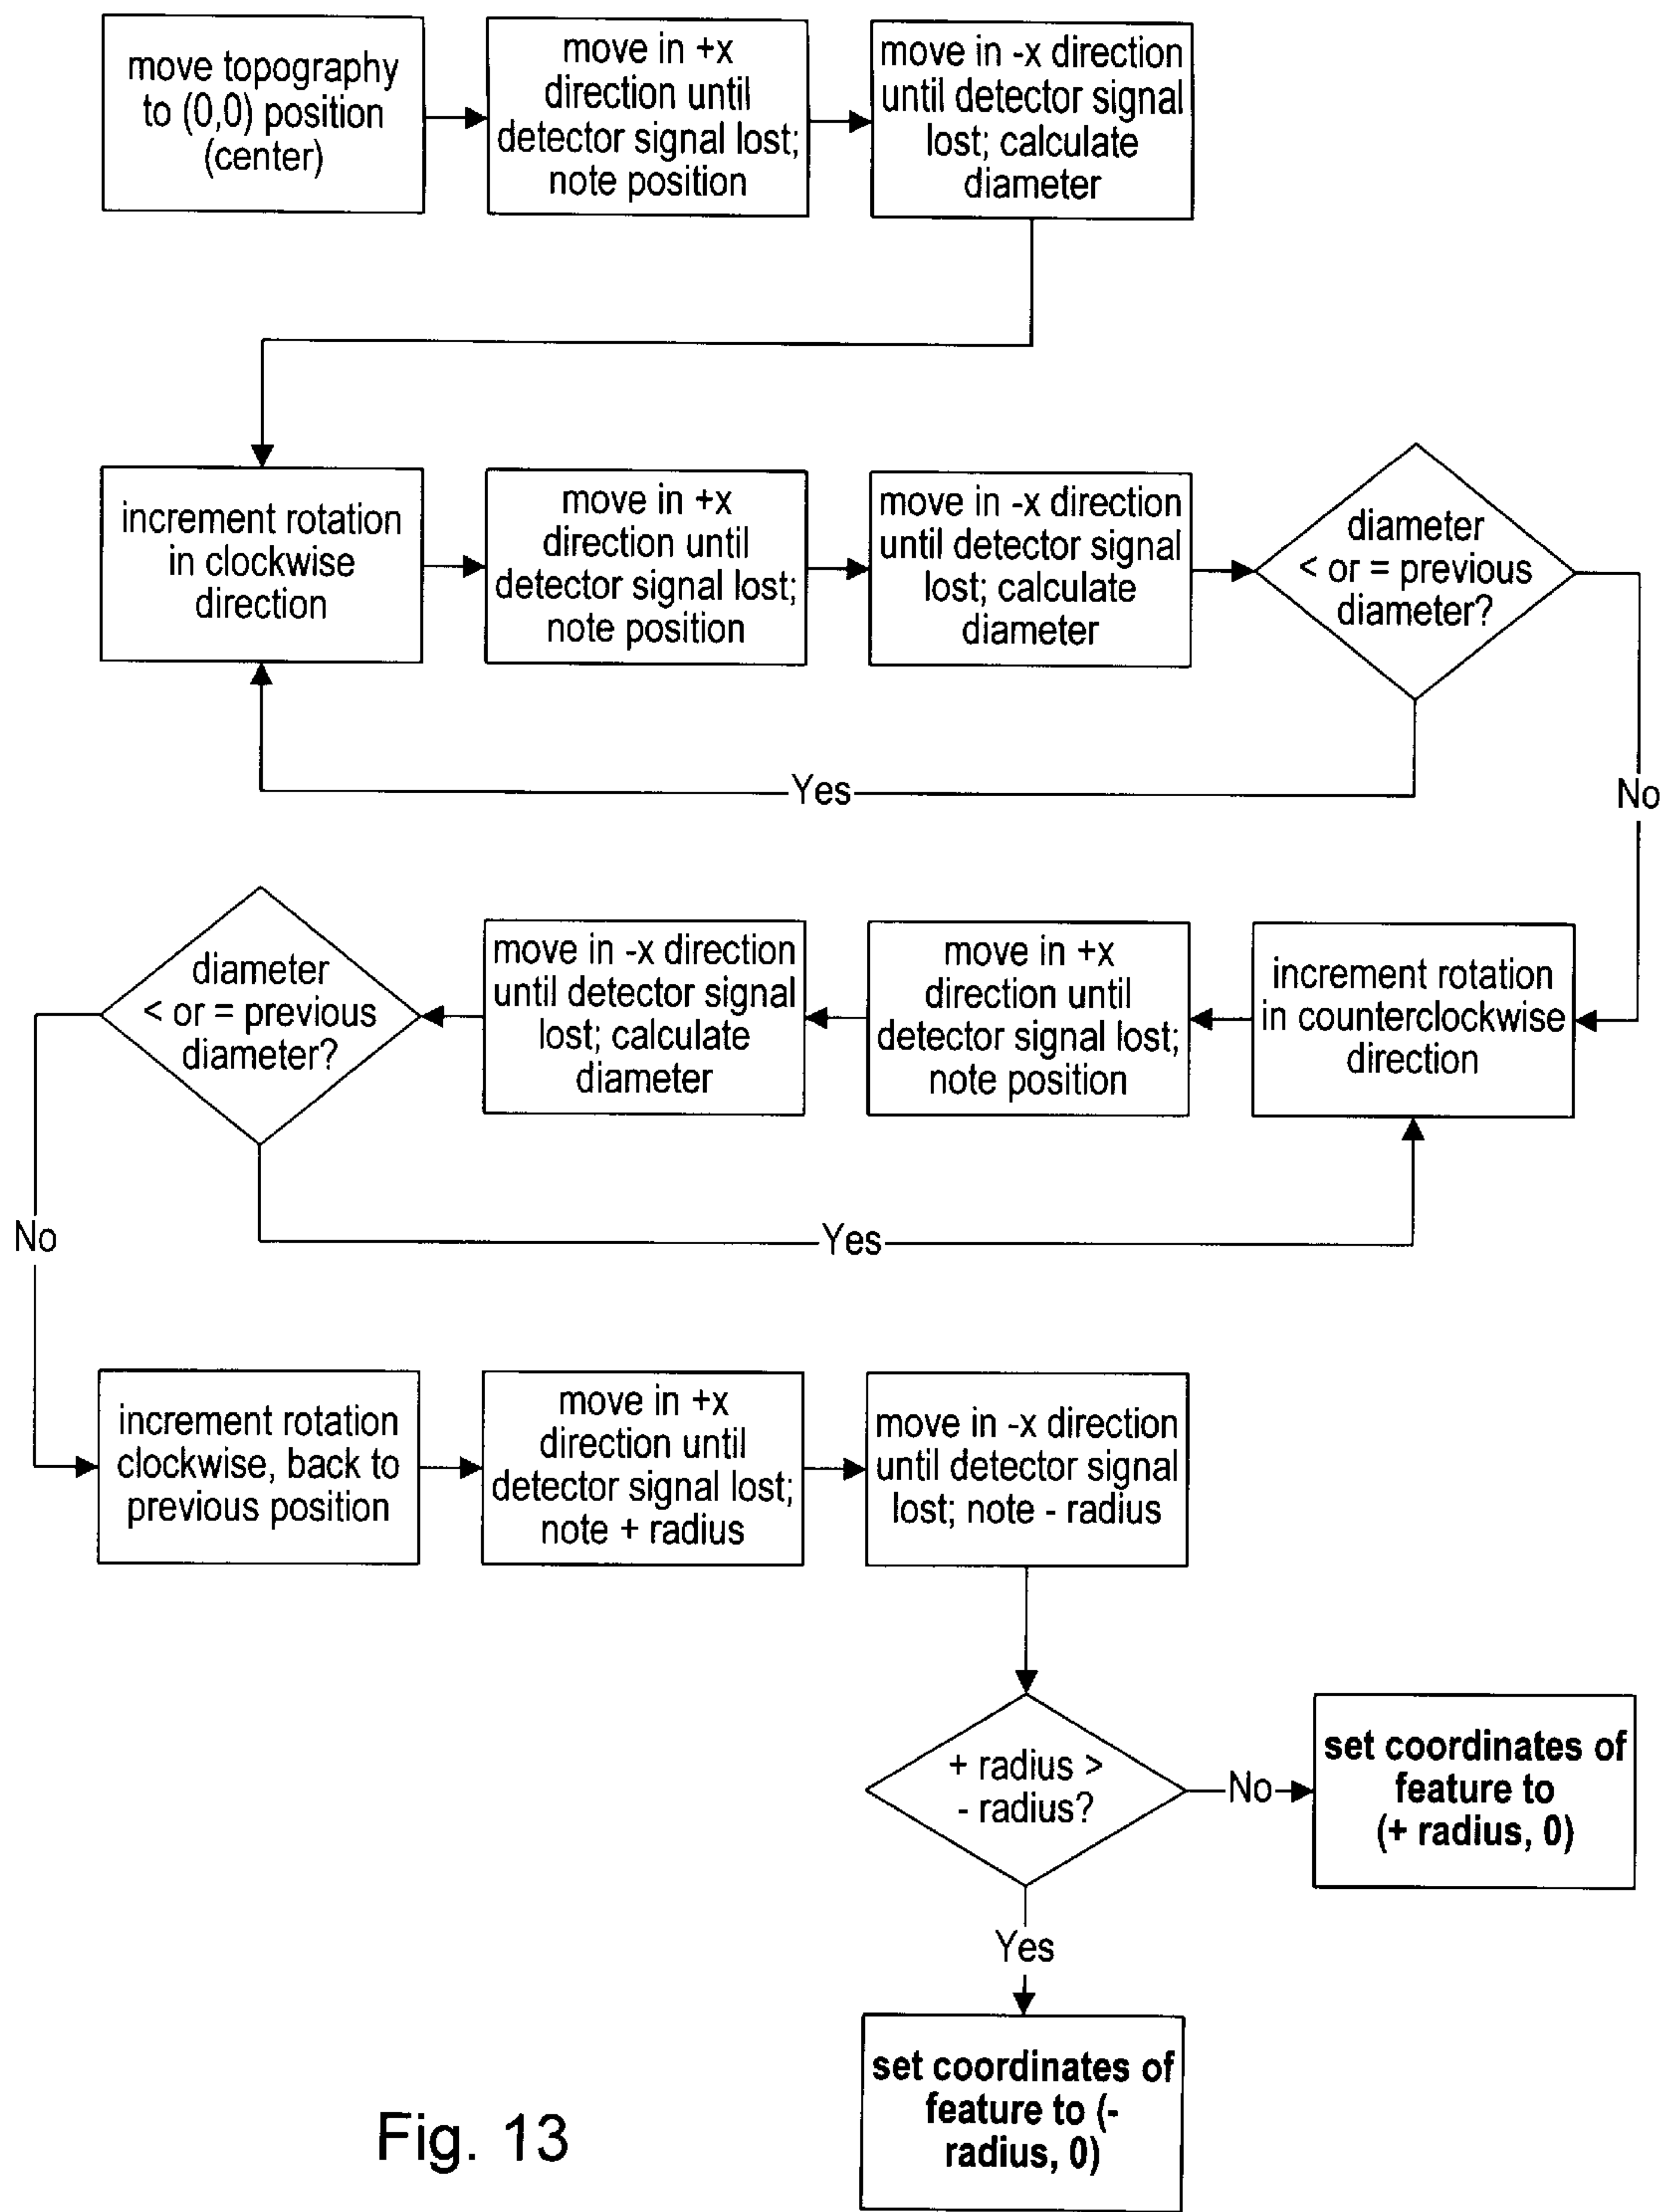 move topography
to (0,0) position
(center)
move in +x
direction until
detector signal lost;
note position
move in -x direction
until detector signal
lost; calculate
diameter
increment rotation
in clockwise
direction
move in +x
direction until
detector signal lost;
note position
move in -x direction
until detector signal
lost; calculate
diameter
diameter
< or = previous
diameter?
Yes
No
increment rotation
in counterclockwise
direction
move in +x
direction until
detector signal lost;
note position
move in -x direction
until detector signal
lost; calculate
diameter
diameter
< or = previous
diameter?
Yes
No
increment rotation
clockwise, back to
previous position
move in +x
direction until
detector signal lost;
note + radius
move in -x direction
until detector signal
lost; note - radius
+ radius >
- radius?
No
set coordinates of
feature to
(+ radius, 0)
Yes
set coordinates of
feature to (-
radius, 0)
Fig. 13